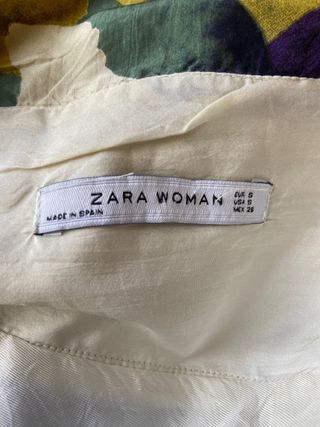 ZARA WOMAN
EUR S
USA S
MEX 26
MADE IN SPAIN